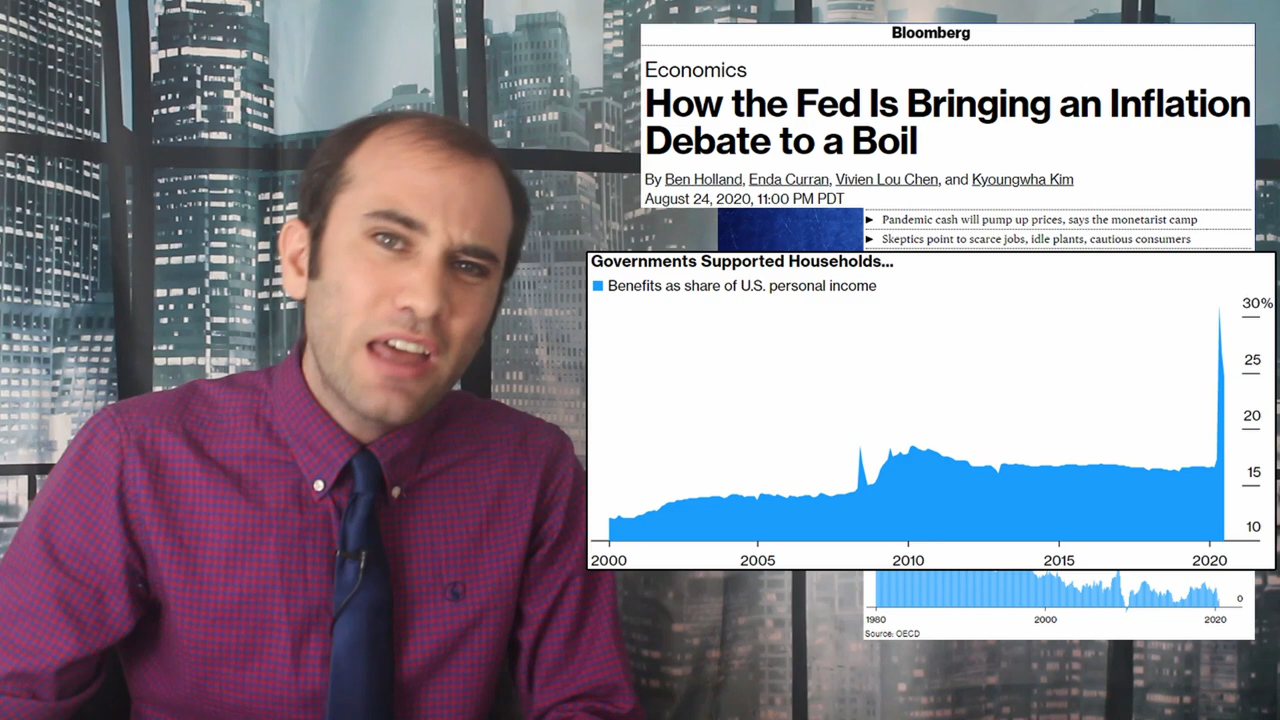 Bloomberg
Economics
How the Fed Is Bringing an Inflation
Debate to a Boil
By Ben Holland, Enda Curran, Vivien Lou Chen, and Kyoungwha Kim
August 24, 2020, 11:00 PM PDT
► Pandemic cash will pump up prices, says the monetarist camp
► Skeptics point to scarce jobs, idle plants, cautious consumers
Governments Supported Households...
Benefits as share of U.S. personal income
30%
25
20
15
10
2000 2005 2010 2015 2020
0
1980 2000 2020
Source: OECD